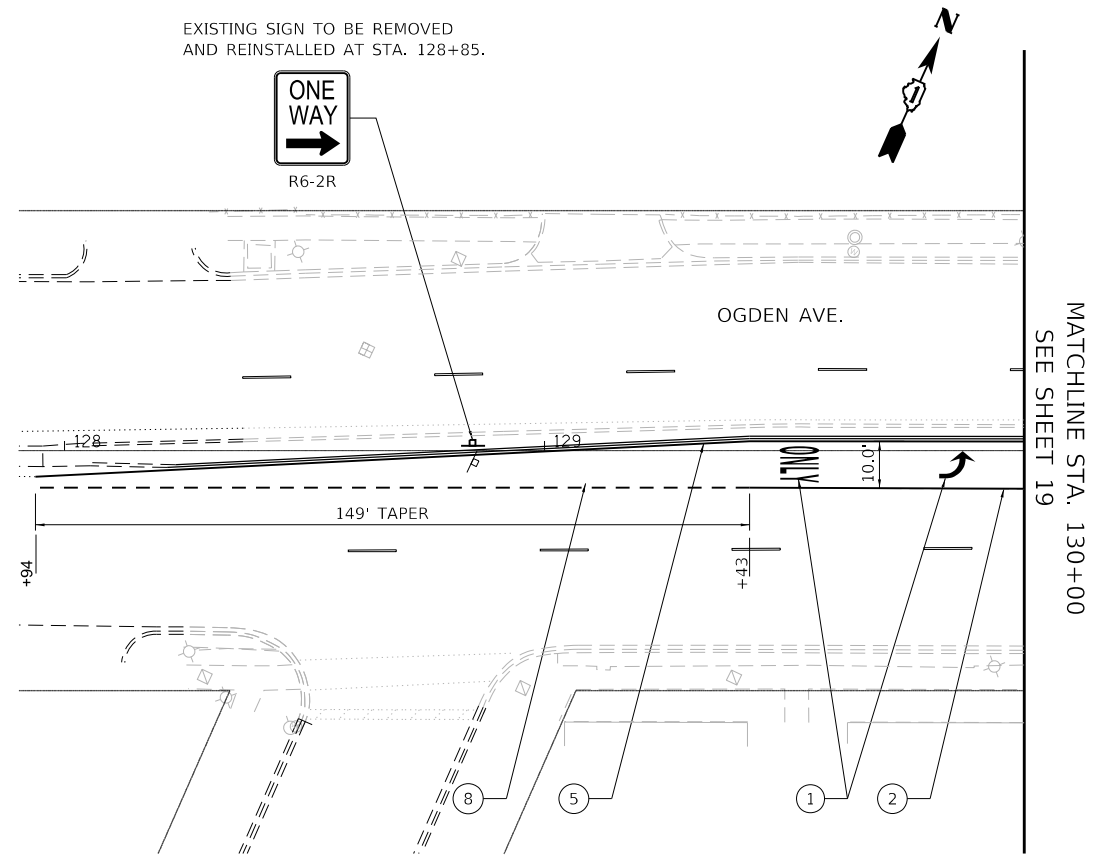 EXISTING SIGN TO BE REMOVED
AND REINSTALLED AT STA. 128+85.
ONE
WAY
R6-2R
N
1
OGDEN AVE.
MATCHLINE STA. 130+00
SEE SHEET 19
128
129
ONLY
10.0'
149' TAPER
+94
+43
8
5
1
2